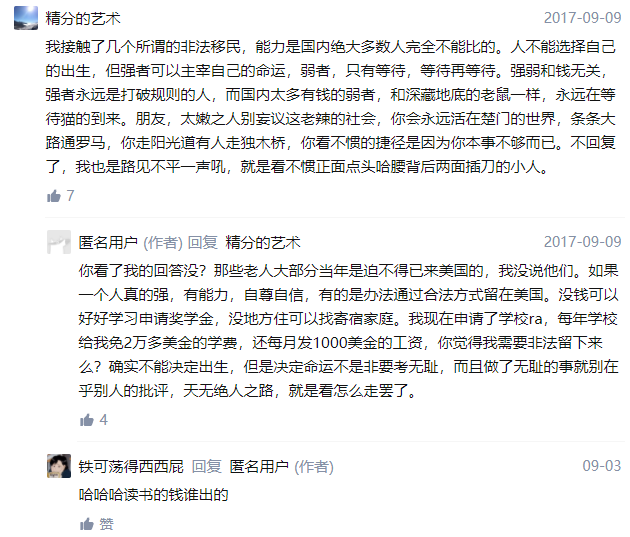 精分的艺术 2017-09-09
我接触了几个所谓的非法移民，能力是国内绝大多数人完全不能比的。人不能选择自己
的出生，但强者可以主宰自己的命运，弱者，只有等待，等待再等待。强弱和钱无关，
强者永远是打破规则的人，而国内太多有钱的弱者，和深藏地底的老鼠一样，永远在等
待猫的到来。朋友，太嫩之人别妄议这老辣的社会，你会永远活在楚门的世界，条条大
路通罗马，你走阳光道有人走独木桥，你看不惯的捷径是因为你本事不够而已。不回复
了，我也是路见不平一声吼，就是看不惯正面点头哈腰背后两面插刀的小人。
7
匿名用户 (作者) 回复 精分的艺术 2017-09-09
你看了我的回答没？那些老人大部分当年是迫不得已来美国的，我没说他们。如果
一个人真的强，有能力，自尊自信，有的是办法通过合法方式留在美国。没钱可以
好好学习申请奖学金，没地方住可以找寄宿家庭。我现在申请了学校ra，每年学校
给我免2万多美金的学费，还每月发1000美金的工资，你觉得我需要非法留下来
么？确实不能决定出生，但是决定命运不是非要考无耻，而且做了无耻的事就别在
乎别人的批评，天无绝人之路，就是看怎么走罢了。
4
铁可荡得西西屁 回复 匿名用户 (作者) 09-03
哈哈哈读书的钱谁出的
赞